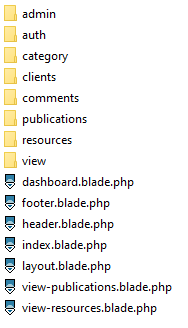 admin
auth
category
clients
comments
publications
resources
view
dashboard.blade.php
footer.blade.php
header.blade.php
index.blade.php
layout.blade.php
view-publications.blade.php
view-resources.blade.php